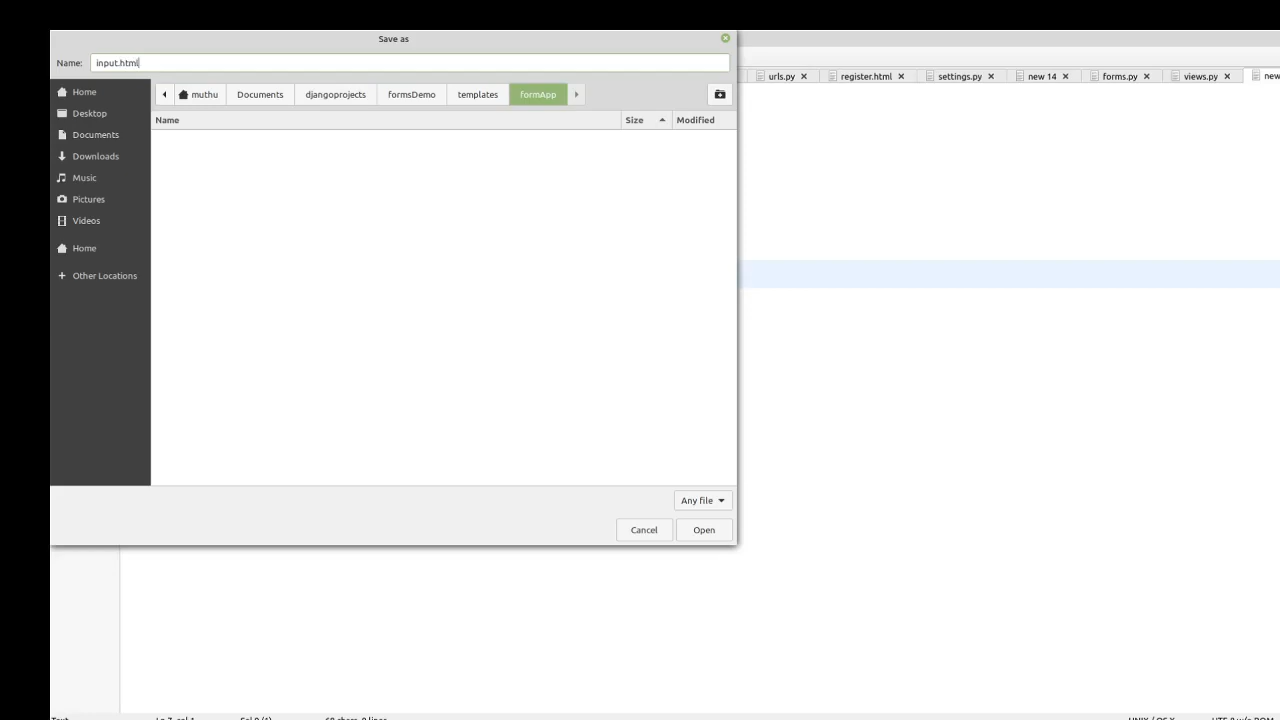 Save as
Name: input.html
urls.py register.html settings.py new 14 forms.py views.py new
muthu Documents djangoprojects formsDemo templates formApp
Name Size Modified
Home
Desktop
Documents
Downloads
Music
Pictures
Videos
Home
Other Locations
Any file
Cancel Open